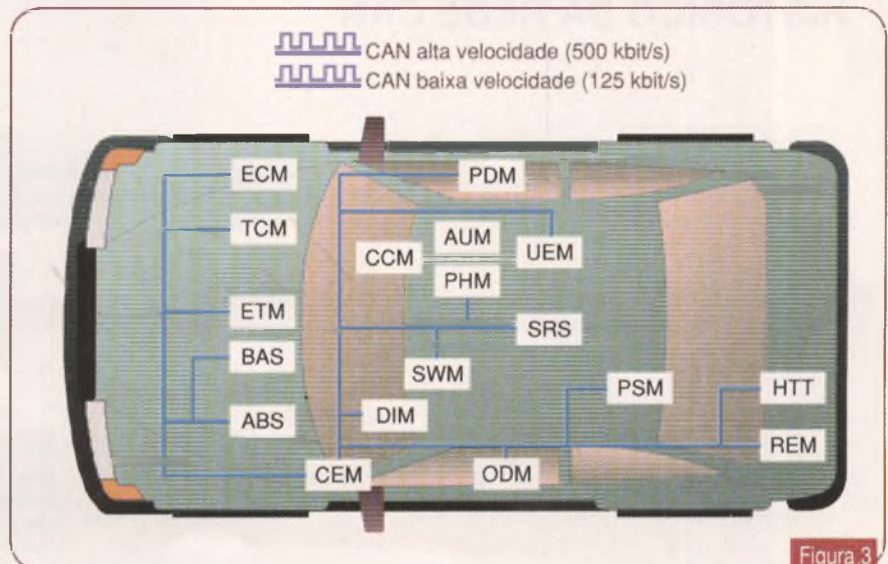 CAN alta velocidade (500 kbit/s)
CAN baixa velocidade (125 kbit/s)
ECM
PDM
TCM
AUM
CCM
UEM
PHM
ETM
SRS
BAS
SWM
PSM
HTT
ABS
DIM
REM
CEM
ODM
Figura 3